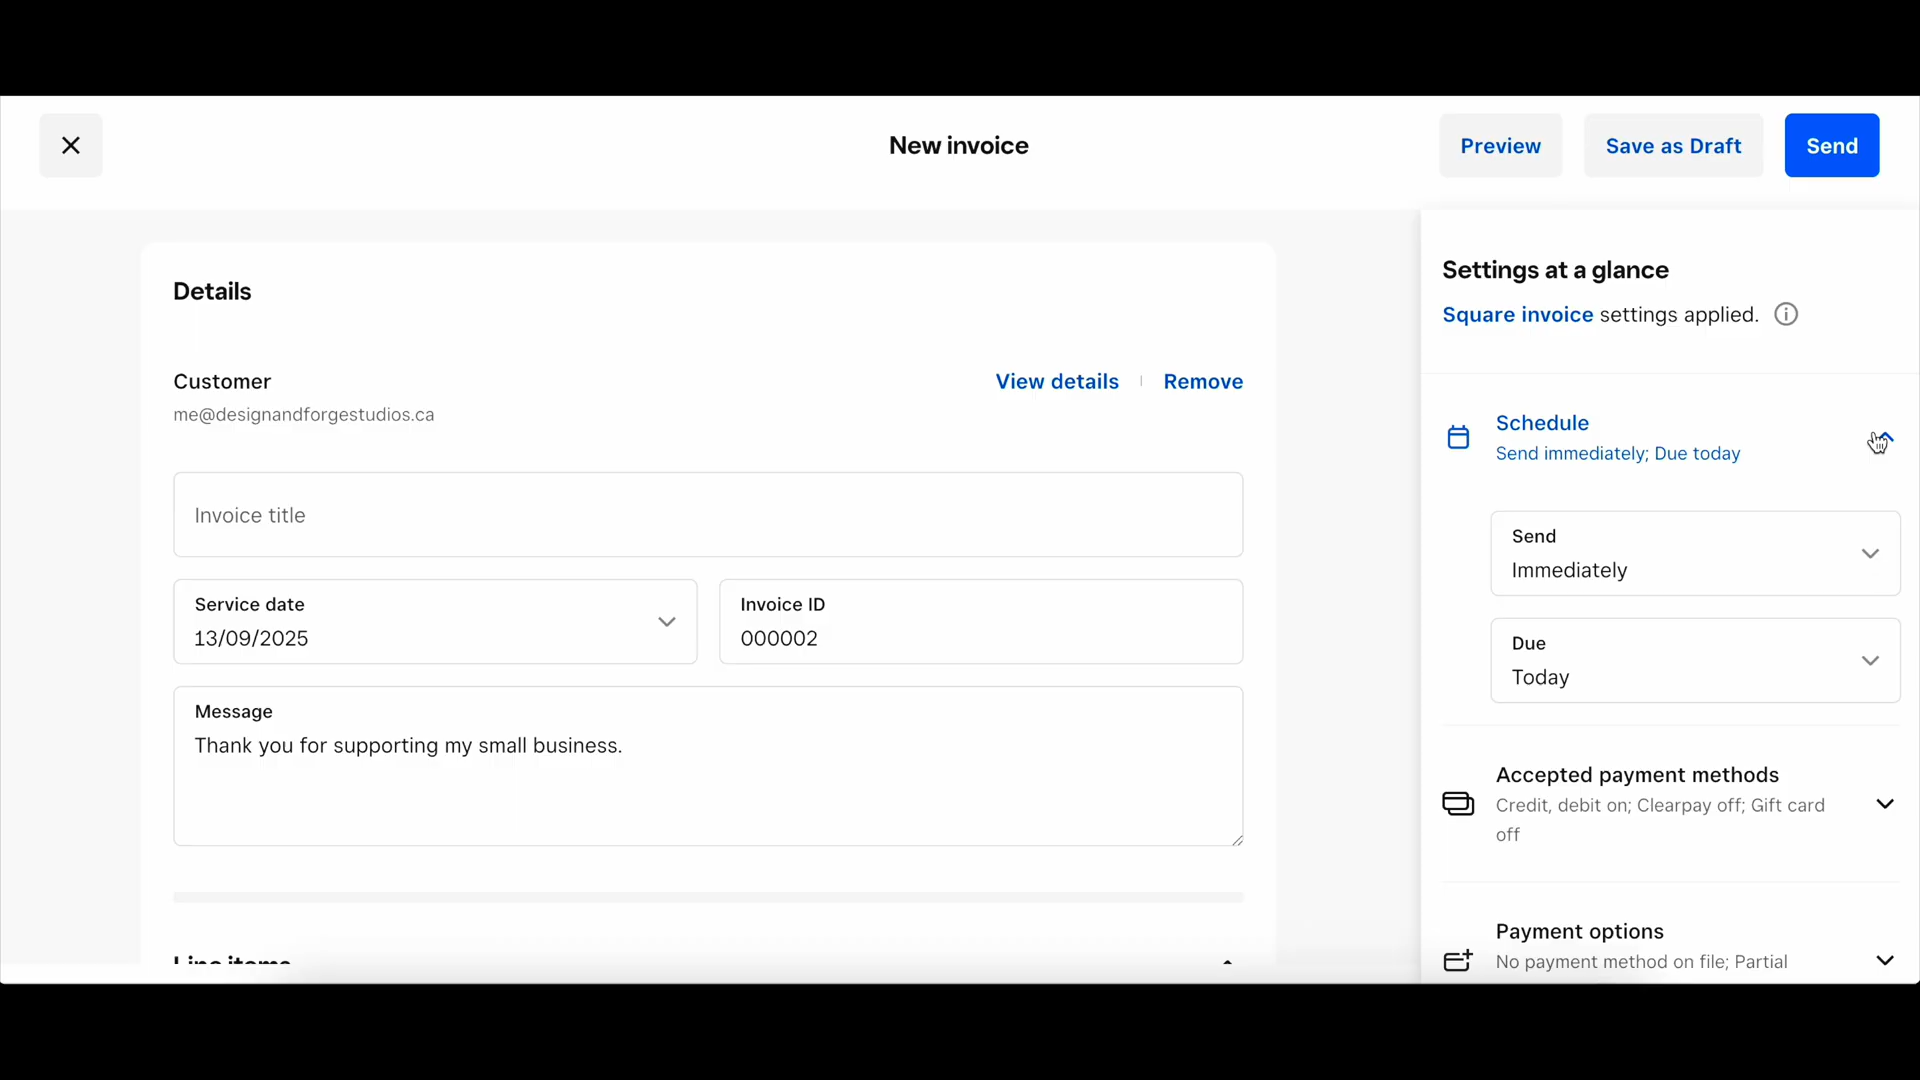 New invoice
Preview
Save as Draft
Send
Details
Customer
View details
Remove
me@designandforgestudios.ca
Invoice title
Service date
13/09/2025
Invoice ID
000002
Message
Thank you for supporting my small business.
Line items
Settings at a glance
Square invoice settings applied.
Schedule
Send immediately; Due today
Send
Immediately
Due
Today
Accepted payment methods
Credit, debit on; Clearpay off; Gift card
off
Payment options
No payment method on file; Partial